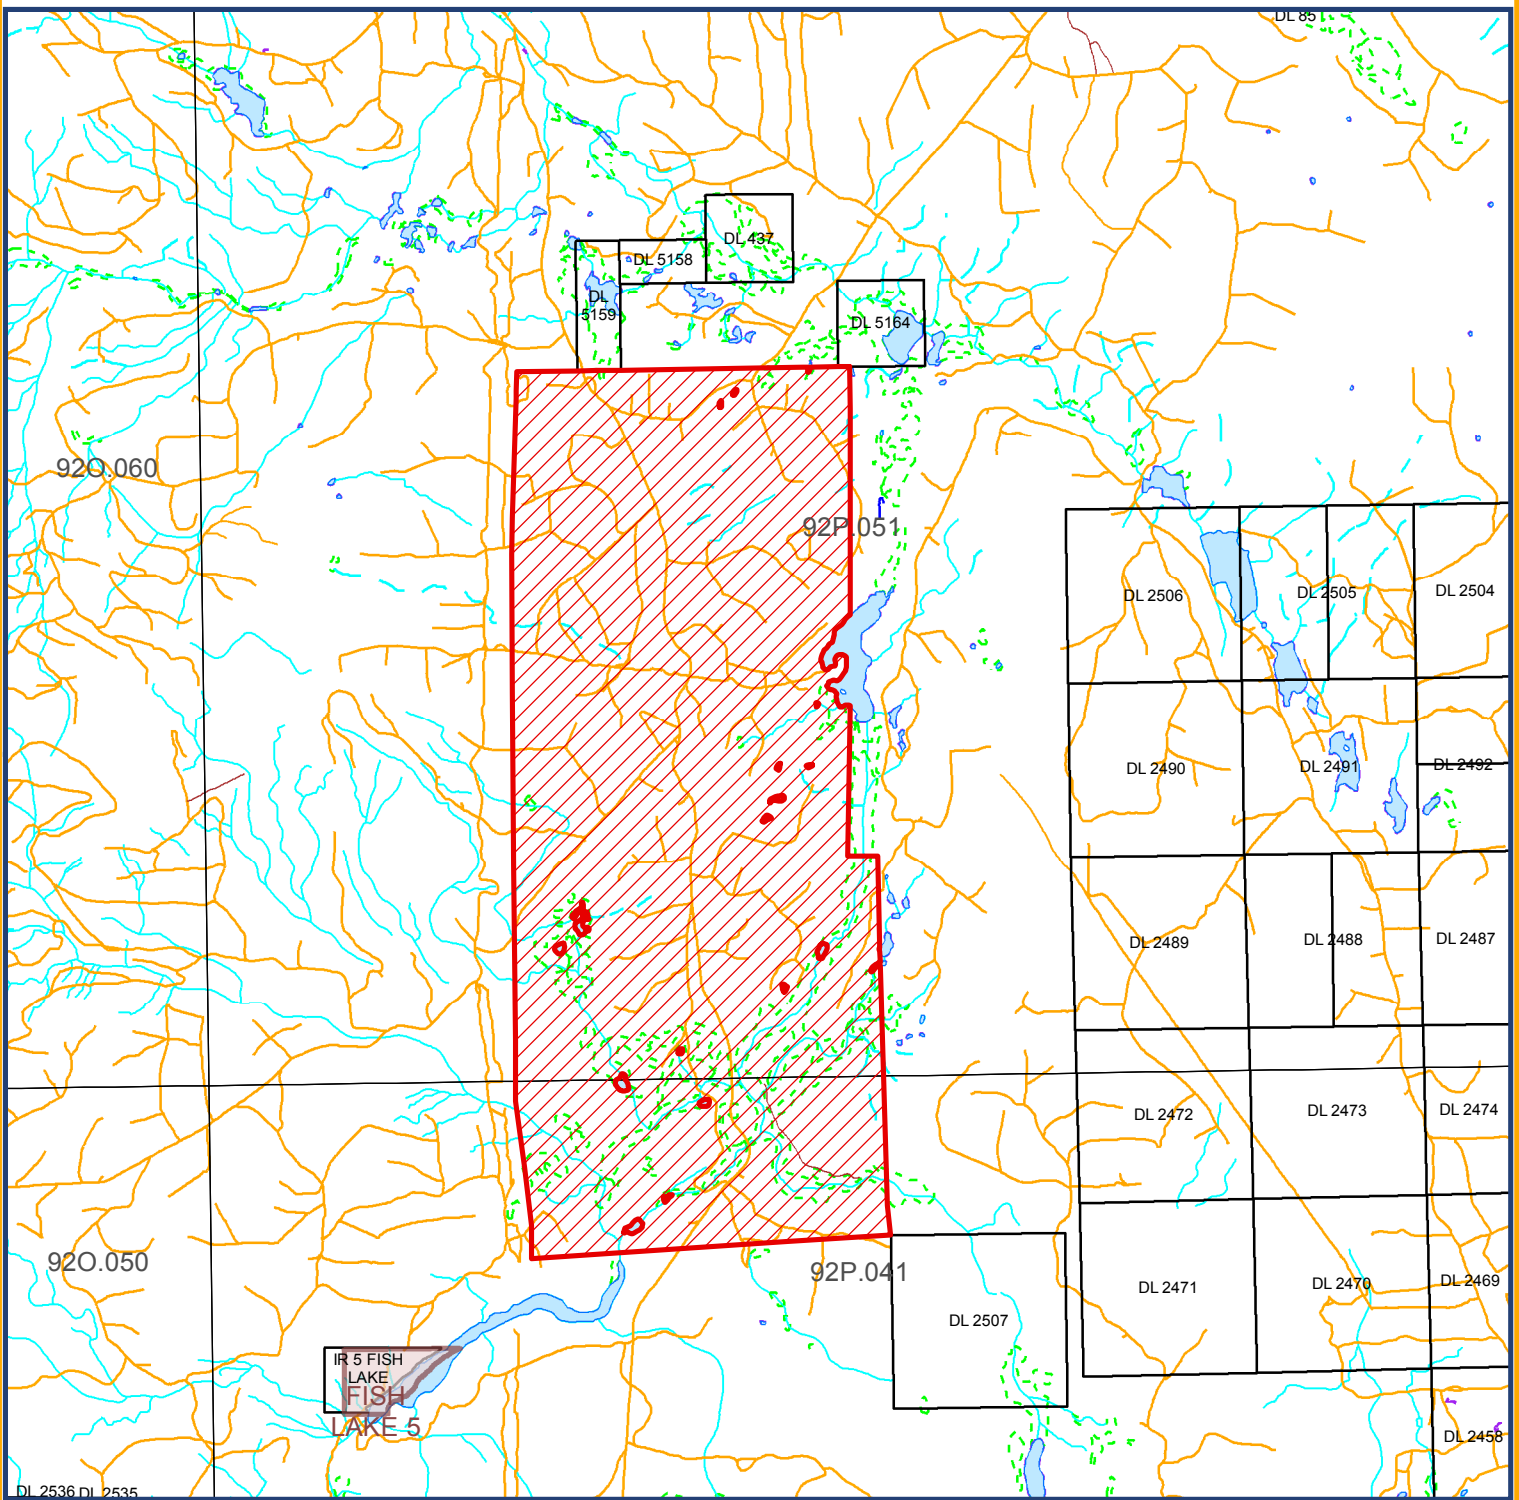 DL 85
DL 437
DL 5158
DL
5159
DL 5164
92O.060
92P.051
DL 2506
DL 2505
DL 2504
DL 2490
DL 2491
DL 2492
DL 2489
DL 2488
DL 2487
DL 2472
DL 2473
DL 2474
92O.050
92P.041
DL 2471
DL 2470
DL 2469
DL 2507
IR 5 FISH
LAKE
FISH
LAKE 5
DL 2458
DL 2536 DL 2535